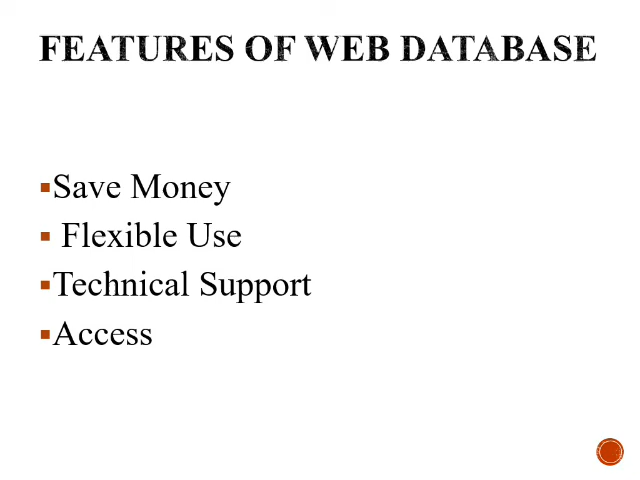 FEATURES OF WEB DATABASE
▪Save Money
▪ Flexible Use
▪Technical Support
▪Access